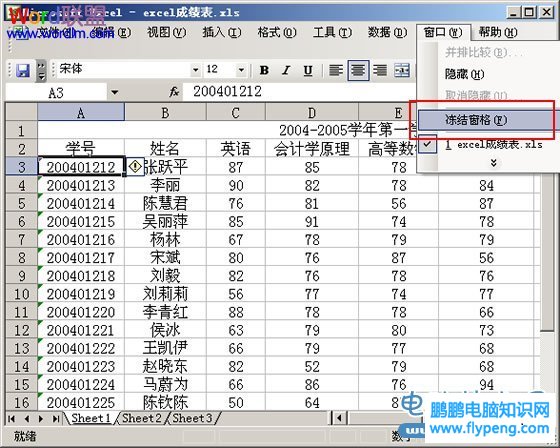 Microsoft Excel - excel成绩表.xls
Word联盟
www.wordlm.com
编辑(E) 视图(V) 插入(I) 格式(O) 工具(T) 数据(D) 窗口(W) 帮助(H)
宋体 12 B I U
并排比较(B)...
隐藏(H)
取消隐藏(U)...
冻结窗格(F)
1 excel成绩表.xls
A3 200401212
A B C D E
1 2004-2005学年第一学
2 学号 姓名 英语 会计学原理 高等数
3 200401212 张跃平 87 85 78
4 200401213 李丽 90 82 78 84
5 200401214 陈慧君 76 81 56 87
6 200401215 吴丽萍 85 91 74 78
7 200401216 杨林 67 78 79 79
8 200401217 宋斌 80 76 87 56
9 200401218 刘毅 82 76 78 76
10 200401219 刘莉莉 56 77 74 77
11 200401220 李青红 88 78 78 66
12 200401221 侯冰 63 79 80 73
13 200401222 王凯伊 66 79 77 68
14 200401223 赵晓东 82 52 79 68
15 200401224 马蔚为 66 86 76 94
16 200401225 陈钦陈 50 64 8
Sheet1 Sheet2 Sheet3
就绪 数字
鹏鹏电脑知识网
www.flypeng.com